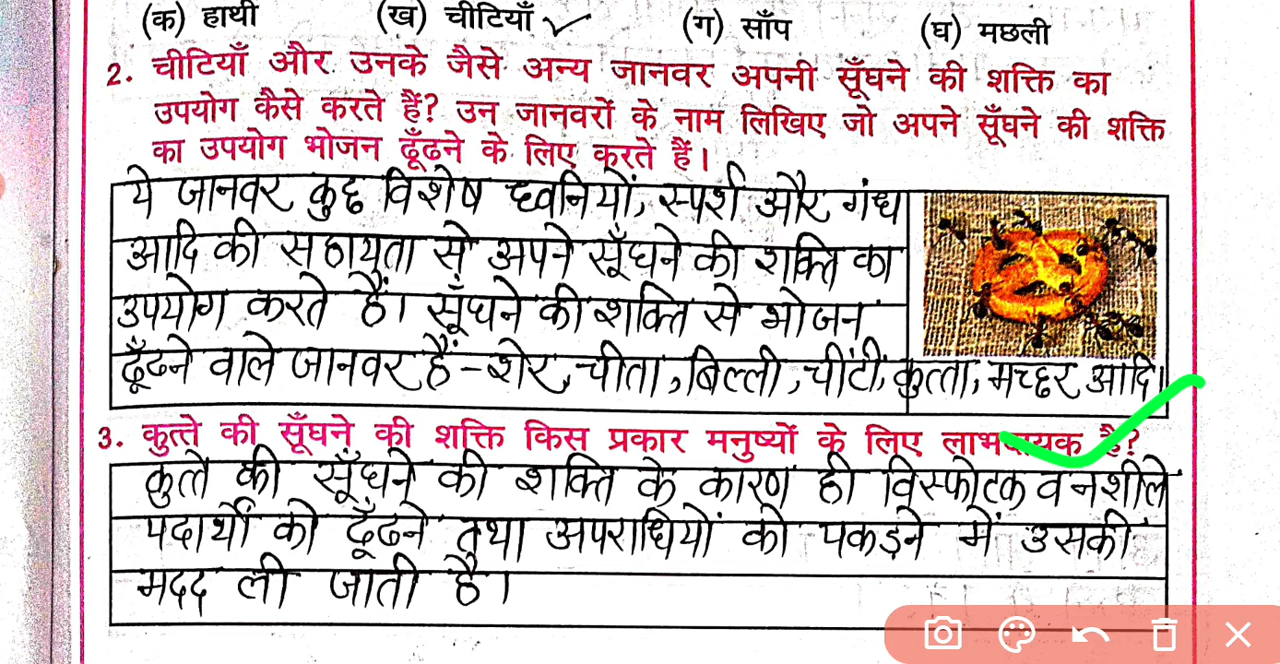 (क) हाथी (ख) चीटियाँ ✓ (ग) साँप (घ) मछली
2. चीटियाँ और उनके जैसे अन्य जानवर अपनी सूँघने की शक्ति का
उपयोग कैसे करते हैं? उन जानवरों के नाम लिखिए जो अपने सूँघने की शक्ति
का उपयोग भोजन ढूँढने के लिए करते हैं।
ये जानवर कुछ विशेष ध्वनियों, स्पर्श और गंध
आदि की सहायता से अपने सूँघने की शक्ति का
उपयोग करते हैं। सूँघने की शक्ति से भोजन
ढूँढने वाले जानवर हैं - शेर, चीता, बिल्ली, चींटी, कुत्ता, मच्छर आदि।
3. कुत्ते की सूँघने की शक्ति किस प्रकार मनुष्यों के लिए लाभदायक है?
कुत्ते की सूँघने की शक्ति के कारण ही विस्फोटक व नशीले
पदार्थों को ढूँढने तथा अपराधियों को पकड़ने में उसकी
मदद ली जाती है।